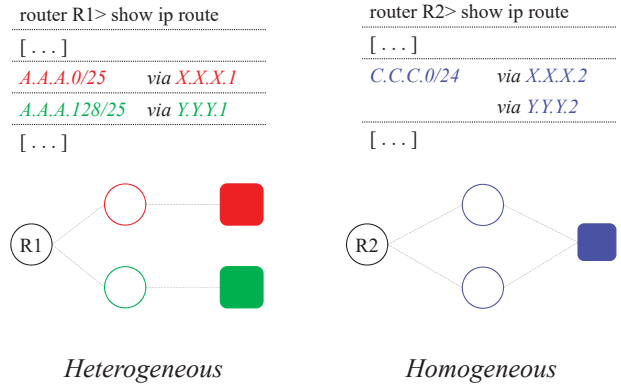 router R1> show ip route
[ . . . ]
A.A.A.0/25 via X.X.X.1
A.A.A.128/25 via Y.Y.Y.1
[ . . . ]
R1
Heterogeneous
router R2> show ip route
[ . . . ]
C.C.C.0/24 via X.X.X.2
via Y.Y.Y.2
[ . . . ]
R2
Homogeneous